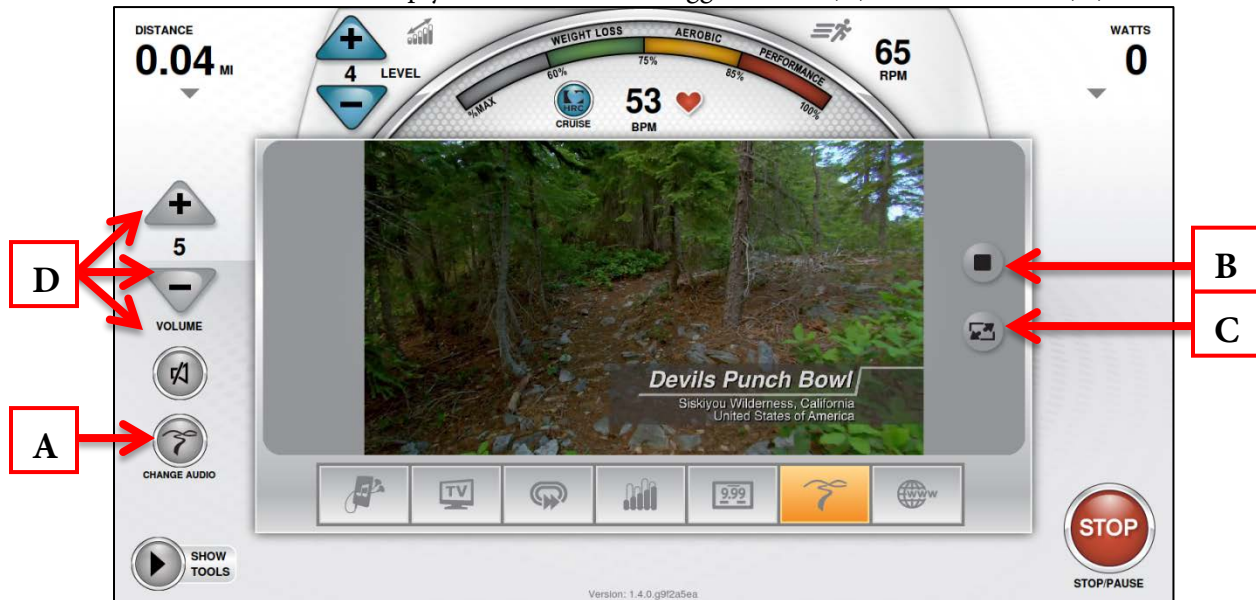 DISTANCE
0.04 MI
+
4 LEVEL
−
WEIGHT LOSS
AEROBIC
PERFORMANCE
%MAX
60%
75%
85%
100%
HRC
CRUISE
53
BPM
65
RPM
WATTS
0
+
5
−
VOLUME
CHANGE AUDIO
SHOW
TOOLS
D
A
B
C
Devils Punch Bowl
Siskiyou Wilderness, California
United States of America
TV
9.99
www
STOP
STOP/PAUSE
Version: 1.4.0.g9f2a5ea